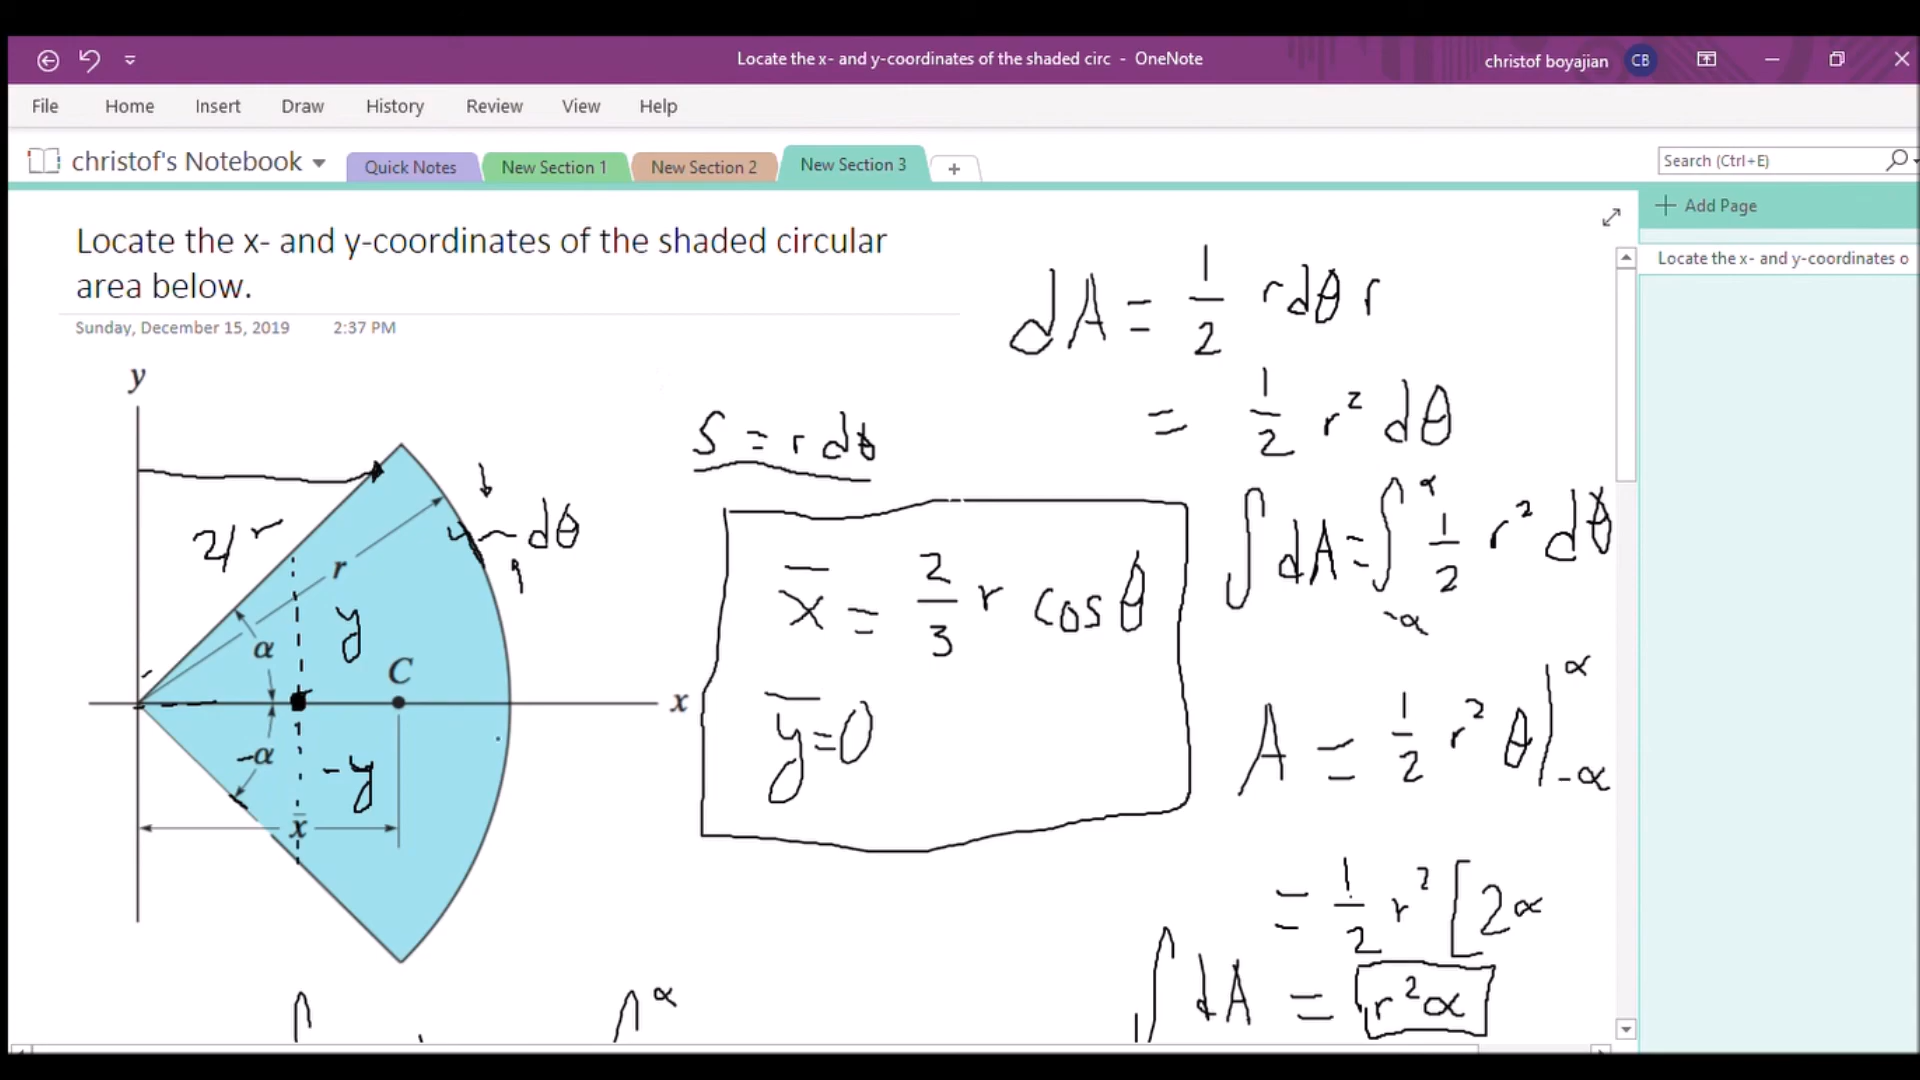 Locate the x- and y-coordinates of the shaded circ - OneNote
christof boyajian CB
File Home Insert Draw History Review View Help
christof's Notebook Quick Notes New Section 1 New Section 2 New Section 3 +
Search (Ctrl+E)
Add Page
Locate the x- and y-coordinates o
Locate the x- and y-coordinates of the shaded circular
area below.
Sunday, December 15, 2019 2:37 PM
y
r
dθ
r
y
α
C
x
-α
-y
x̄
S = r dθ
x̄ = 2/3 r cosθ
ȳ=0
dA = 1/2 rdθ r
= 1/2 r² dθ
∫dA = ∫ α -α 1/2 r² dθ
A = 1/2 r² θ | α -α
= 1/2 r² [2α
∫dA = r²α
∫ ∫ α